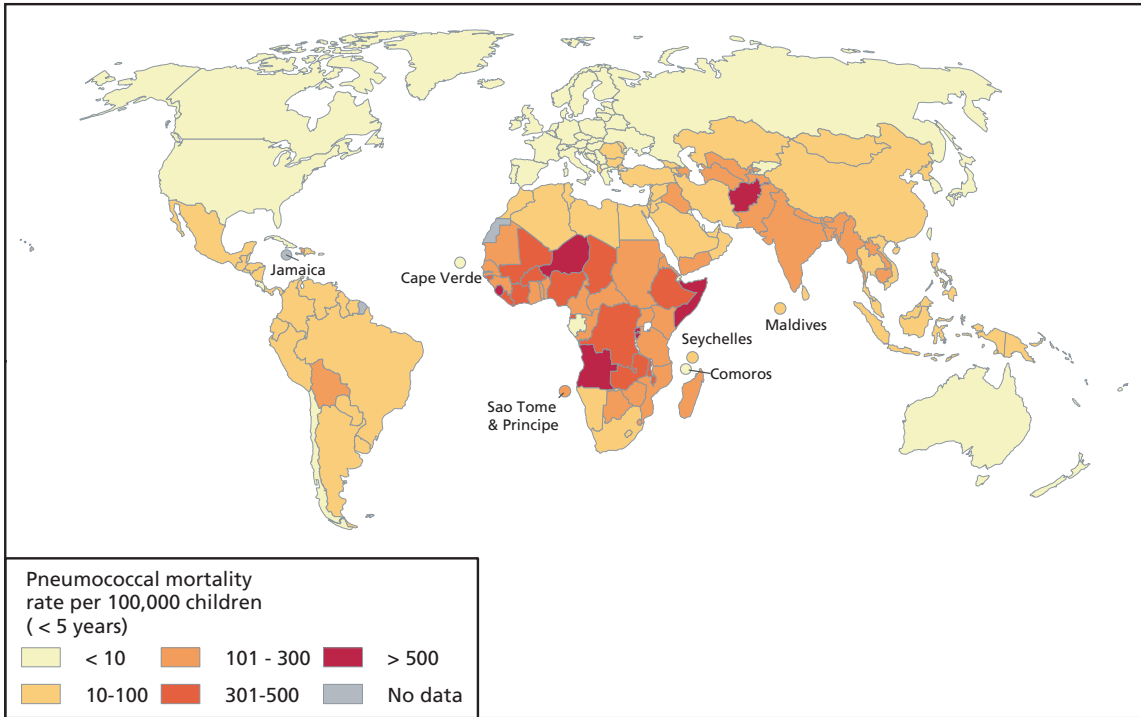 Jamaica
Cape Verde
Maldives
Seychelles
Comoros
Sao Tome
& Principe
Pneumococcal mortality
rate per 100,000 children
( < 5 years)
< 10
101 - 300
> 500
10-100
301-500
No data